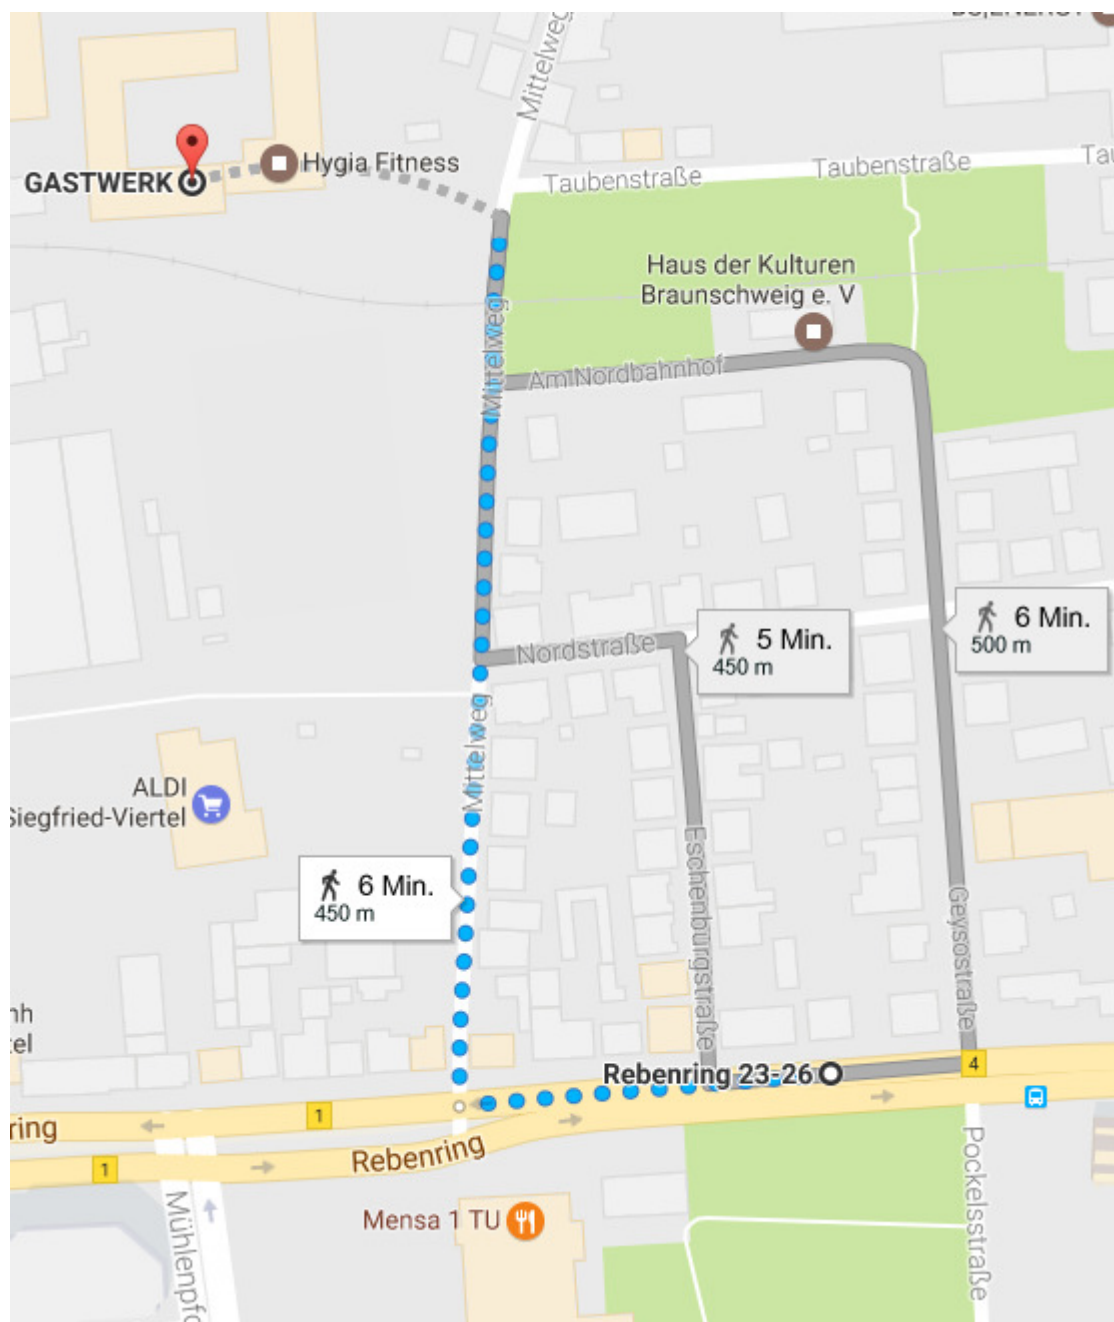 Mittelweg
GASTWERK
Hygia Fitness
Taubenstraße
Taubenstraße
Haus der Kulturen
Braunschweig e. V
Mittelweg
Am Nordbahnhof
6 Min.
500 m
5 Min.
450 m
Nordstraße
Mittelweg
ALDI
Siegfried-Viertel
6 Min.
450 m
Eschenburgstraße
Geysostraße
Rebenring 23-26
4
1
ring
1
Rebenring
Mensa 1 TU
Mühlenpfo
Pockelsstraße